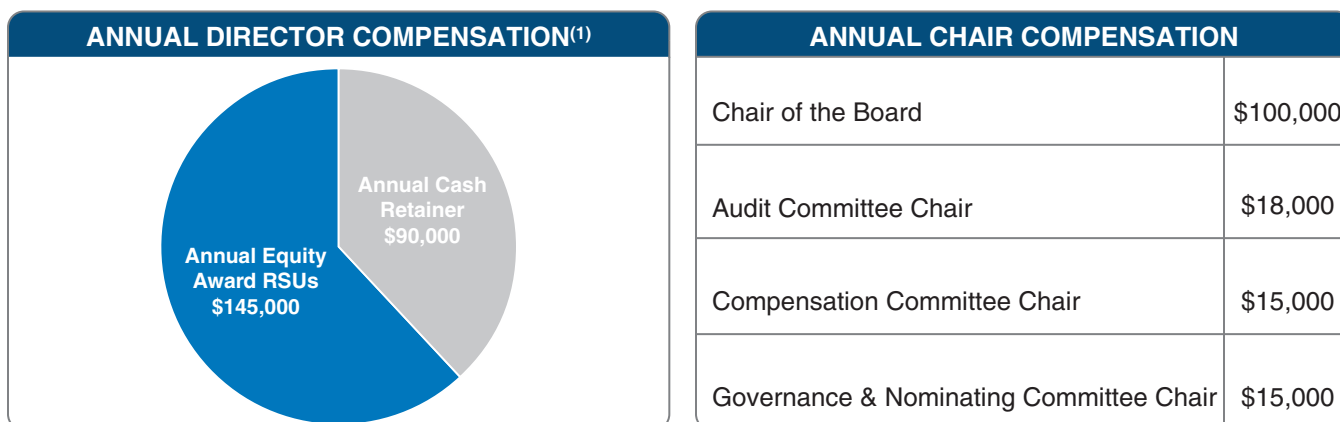 ANNUAL DIRECTOR COMPENSATION(1)
Annual Cash
Retainer
$90,000
Annual Equity
Award RSUs
$145,000
ANNUAL CHAIR COMPENSATION
Chair of the Board $100,000
Audit Committee Chair $18,000
Compensation Committee Chair $15,000
Governance & Nominating Committee Chair $15,000